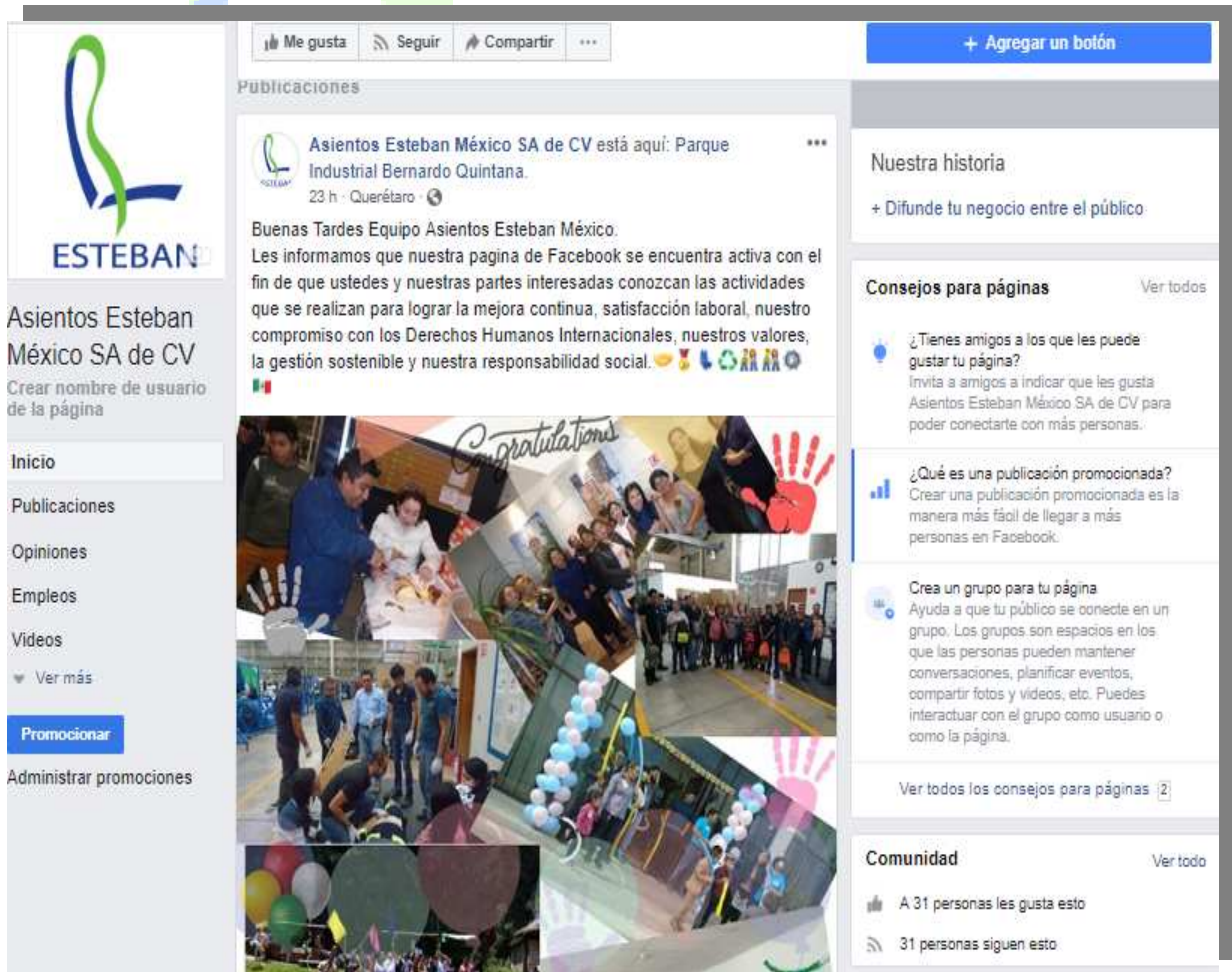 ESTEBAN
Asientos Esteban
México SA de CV
Crear nombre de usuario
de la página
Inicio
Publicaciones
Opiniones
Empleos
Videos
Ver más
Promocionar
Administrar promociones
Me gusta
Seguir
Compartir
...
Publicaciones
Asientos Esteban México SA de CV está aquí: Parque
Industrial Bernardo Quintana.
23 h · Querétaro ·
Buenas Tardes Equipo Asientos Esteban México.
Les informamos que nuestra pagina de Facebook se encuentra activa con el
fin de que ustedes y nuestras partes interesadas conozcan las actividades
que se realizan para lograr la mejora continua, satisfacción laboral, nuestro
compromiso con los Derechos Humanos Internacionales, nuestros valores,
la gestión sostenible y nuestra responsabilidad social.
Congratulations
+ Agregar un botón
Nuestra historia
+ Difunde tu negocio entre el público
Consejos para páginas
Ver todos
¿Tienes amigos a los que les puede
gustar tu página?
Invita a amigos a indicar que les gusta
Asientos Esteban México SA de CV para
poder conectarte con más personas.
¿Qué es una publicación promocionada?
Crear una publicación promocionada es la
manera más fácil de llegar a más
personas en Facebook.
Crea un grupo para tu página
Ayuda a que tu público se conecte en un
grupo. Los grupos son espacios en los
que las personas pueden mantener
conversaciones, planificar eventos,
compartir fotos y videos, etc. Puedes
interactuar con el grupo como usuario o
como la página.
Ver todos los consejos para páginas 2
Comunidad
Ver todo
A 31 personas les gusta esto
31 personas siguen esto